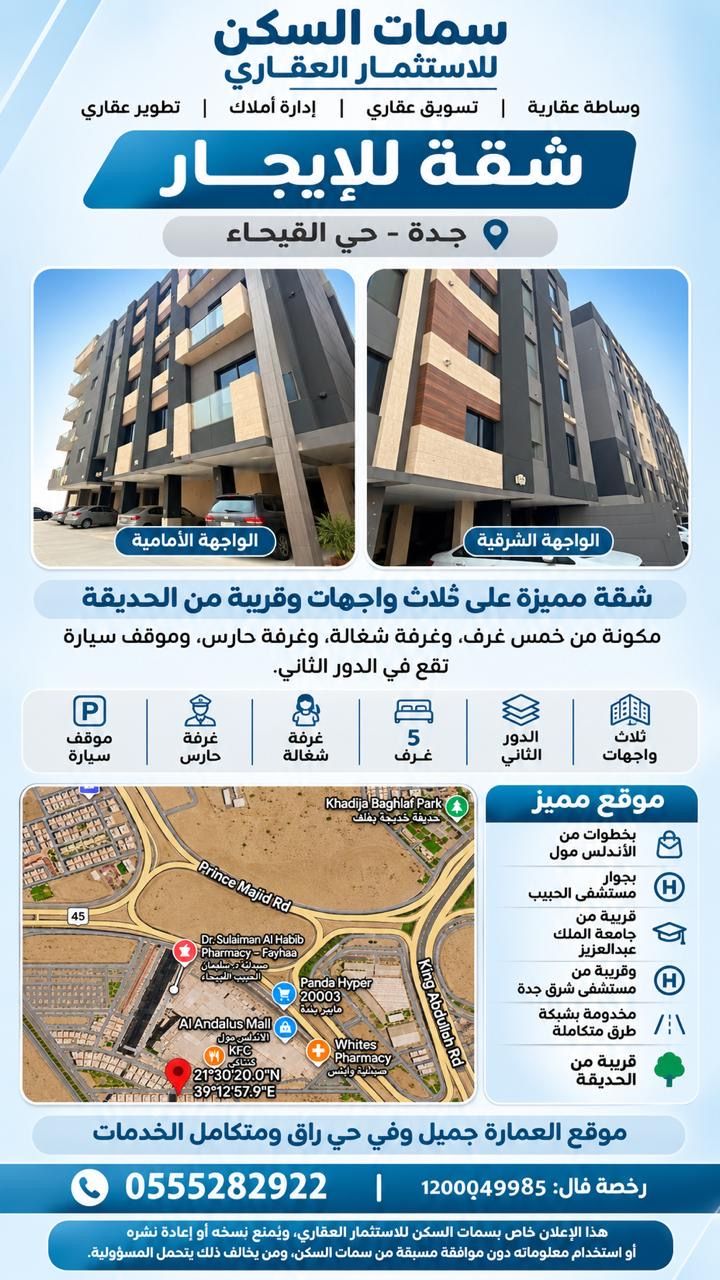 سمات السكن
للاستثمار العقاري
وساطة عقارية | تسويق عقاري | إدارة أملاك | تطوير عقاري
شقة للإيجار
جدة - حي القيحاء
الواجهة الأمامية
الواجهة الشرقية
شقة مميزة على ثلاث واجهات وقريبة من الحديقة
مكونة من خمس غرف، وغرفة شغالة، وغرفة حارس، وموقف سيارة
تقع في الدور الثاني.
ثلاث
واجهات
الدور
الثاني
5
غرف
غرفة
شغالة
غرفة
حارس
P
موقف
سيارة
موقع مميز
بخطوات من
الأندلس مول
H
بجوار
مستشفى الحبيب
قريبة من
جامعة الملك
عبدالعزيز
H
وقريبة من
مستشفى شرق جدة
مخدومة بشبكة
طرق متكاملة
قريبة من
الحديقة
Khadija Baghlaf Park
حديقة خديجة بغلف
Prince Majid Rd
45
Dr. Sulaiman Al Habib
Pharmacy – Fayhaa
Panda Hyper
20003
King Abdullah Rd
Al Andalus Mall
الاندلس مول
KFC
Whites
Pharmacy
21°30'20.0"N
39°12'57.9"E
موقع العمارة جميل وفي حي راق ومتكامل الخدمات
رخصة فال: 1200049985 | 0555282922
هذا الإعلان خاص بسمات السكن للاستثمار العقاري، ويُمنع نسخه أو إعادة نشره
أو استخدام معلوماته دون موافقة مسبقة من سمات السكن، ومن يخالف ذلك يتحمل المسؤولية.